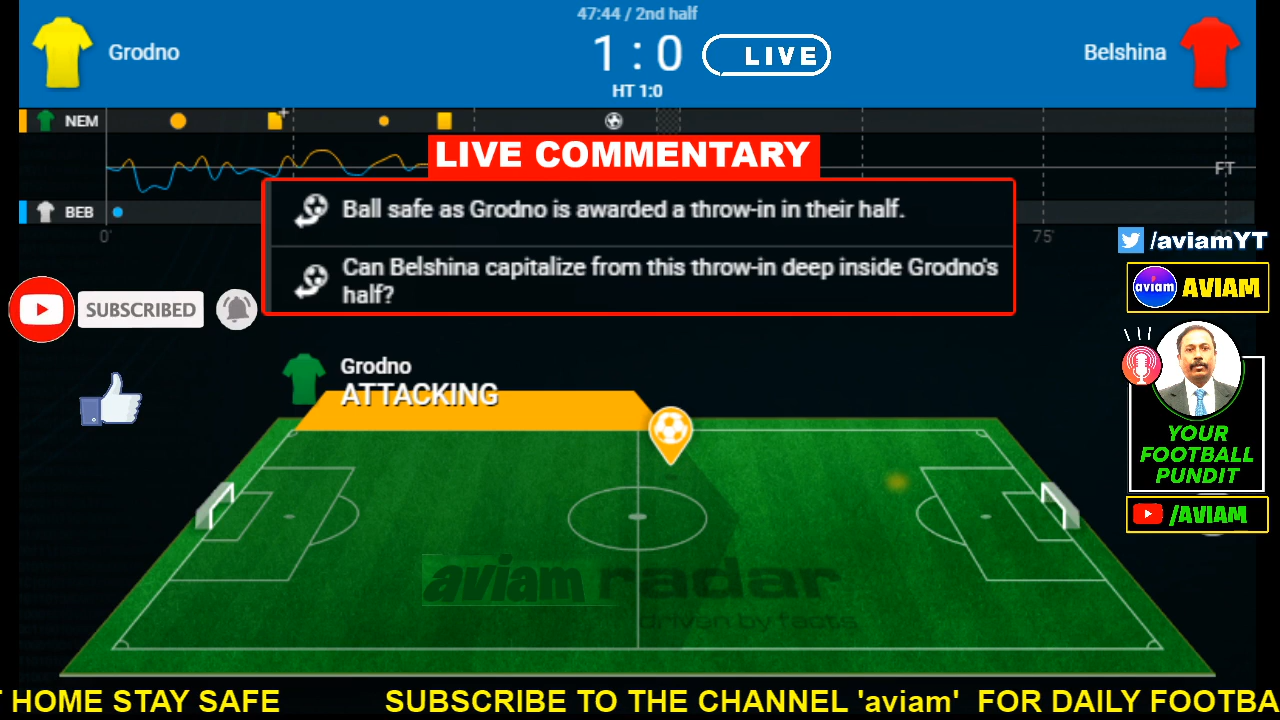 47:44 / 2nd half
Grodno
1 : 0
LIVE
Belshina
HT 1:0
NEM
LIVE COMMENTARY
FT
Ball safe as Grodno is awarded a throw-in in their half.
BEB
0'
75'
/aviamYT
Can Belshina capitalize from this throw-in deep inside Grodno's
half?
aviam AVIAM
SUBSCRIBED
Grodno
ATTACKING
YOUR
FOOTBALL
PUNDIT
/AVIAM
aviam radar
driven by facts
HOME STAY SAFE SUBSCRIBE TO THE CHANNEL 'aviam' FOR DAILY FOOTBA